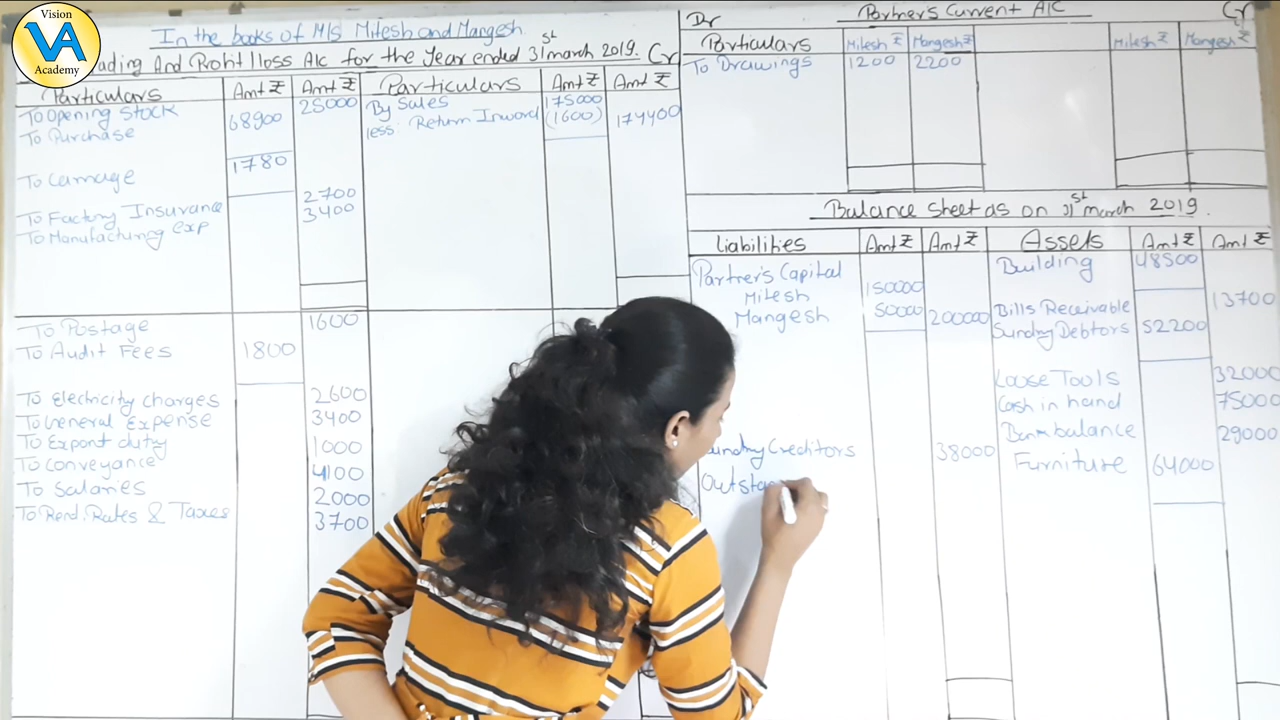 Vision
VA
Academy
In the books of M/s Mitesh and Mangesh
ading And Profit loss A/c for the Year ended 31st march 2019. Cr
Particulars Amt ₹ Amt ₹ Particulars Amt ₹ Amt ₹
To Opening Stock 25000 By Sales 175000
To Purchase 68900 less: Return Inword (1600) 174400
1780
To Carriage
To Factory Insurance 2700
To Manufacturing exp 3400
To Postage 1600
To Audit Fees 1800
To Electricity charges 2600
To General Expense 3400
To Export duty 1000
To Conveyance 4100
To Salaries 2000
To Rend. Rates & Taxes 3700
Dr Partners Current A/C Cr
Particulars Mitesh ₹ Mangesh ₹ Mitesh ₹ Mangesh ₹
To Drawings 1200 2200
Balance sheet as on 31st march 2019.
Liabilities Amt ₹ Amt ₹ Assets Amt ₹ Amt ₹
Partner's Capital Building 48500
Mitesh 150000
Mangesh 50000 200000 Bills Receivable 13700
Sundry Debtors 52200
Loose Tools 32000
Cash in hand 75000
Bank balance 29000
undry Creditors 38000 Furniture 64000
Outsta